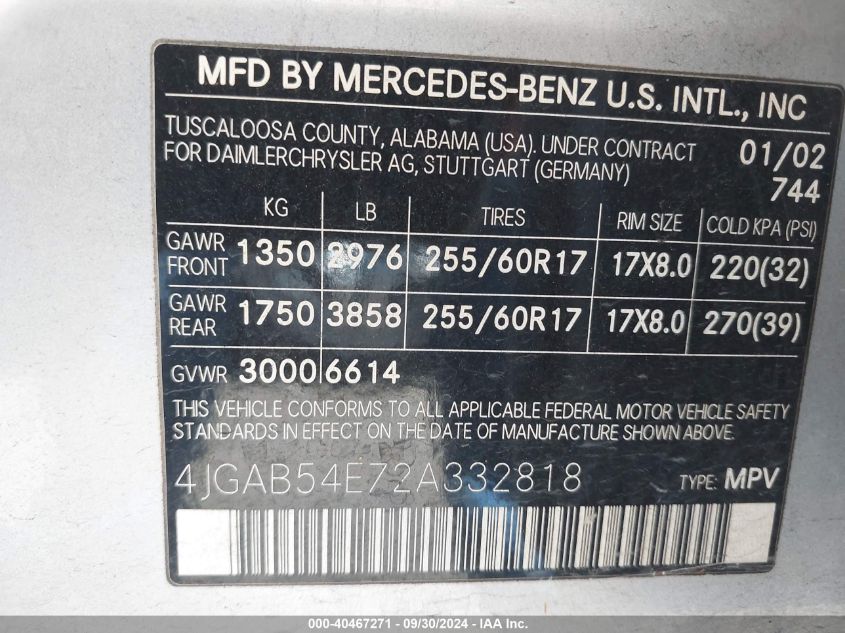 MFD BY MERCEDES-BENZ U.S. INTL., INC
TUSCALOOSA COUNTY, ALABAMA (USA). UNDER CONTRACT
FOR DAIMLERCHRYSLER AG, STUTTGART (GERMANY)
01/02
744
KG LB TIRES RIM SIZE COLD KPA (PSI)
GAWR FRONT 1350 2976 255/60R17 17X8.0 220(32)
GAWR REAR 1750 3858 255/60R17 17X8.0 270(39)
GVWR 3000 6614
THIS VEHICLE CONFORMS TO ALL APPLICABLE FEDERAL MOTOR VEHICLE SAFETY
STANDARDS IN EFFECT ON THE DATE OF MANUFACTURE SHOWN ABOVE.
4JGAB54E72A332818 TYPE: MPV
000-40467271 - 09/30/2024 - IAA, Inc.